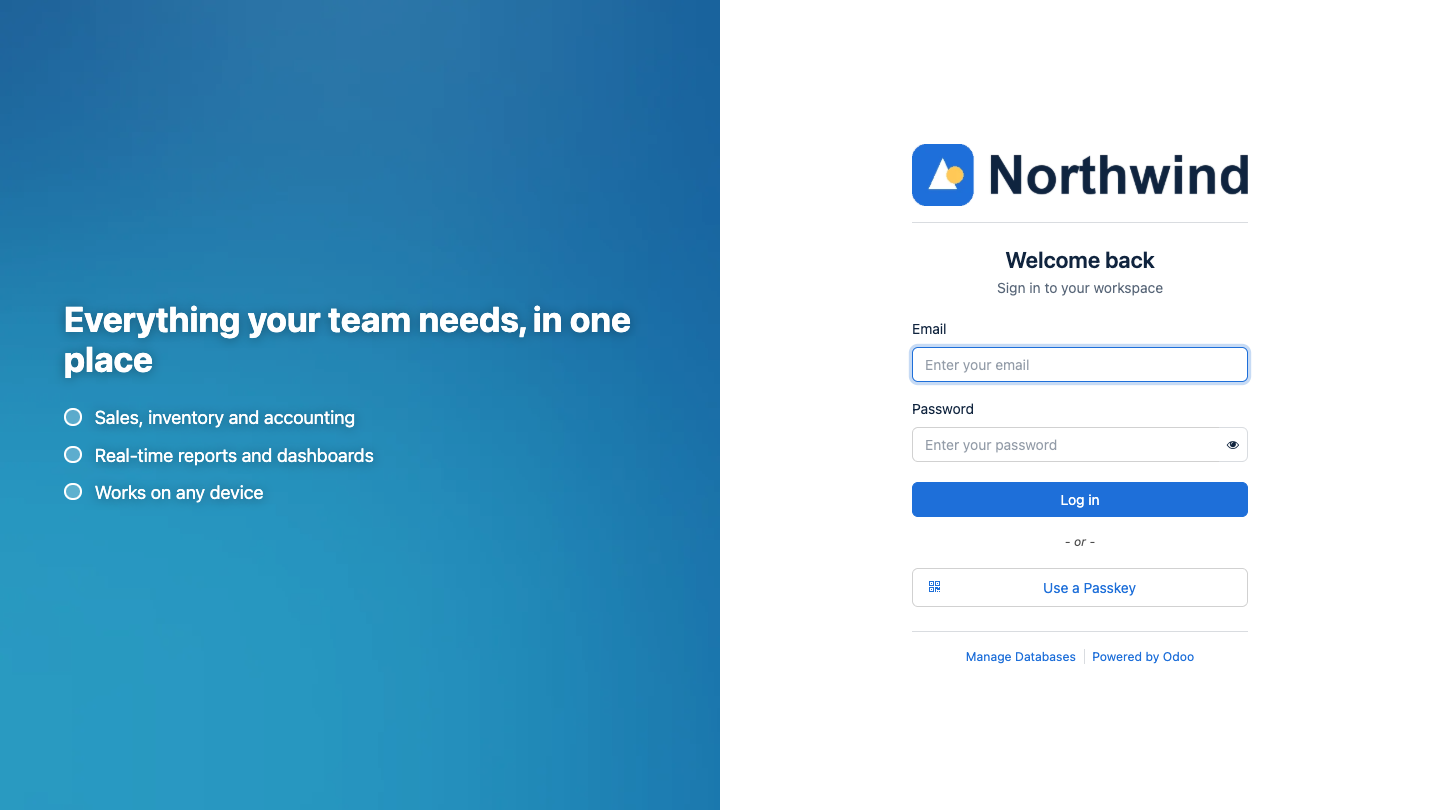 Everything your team needs, in one
place
Sales, inventory and accounting
Real-time reports and dashboards
Works on any device
Northwind
Welcome back
Sign in to your workspace
Email
Enter your email
Password
Enter your password
Log in
- or -
Use a Passkey
Manage Databases
Powered by Odoo